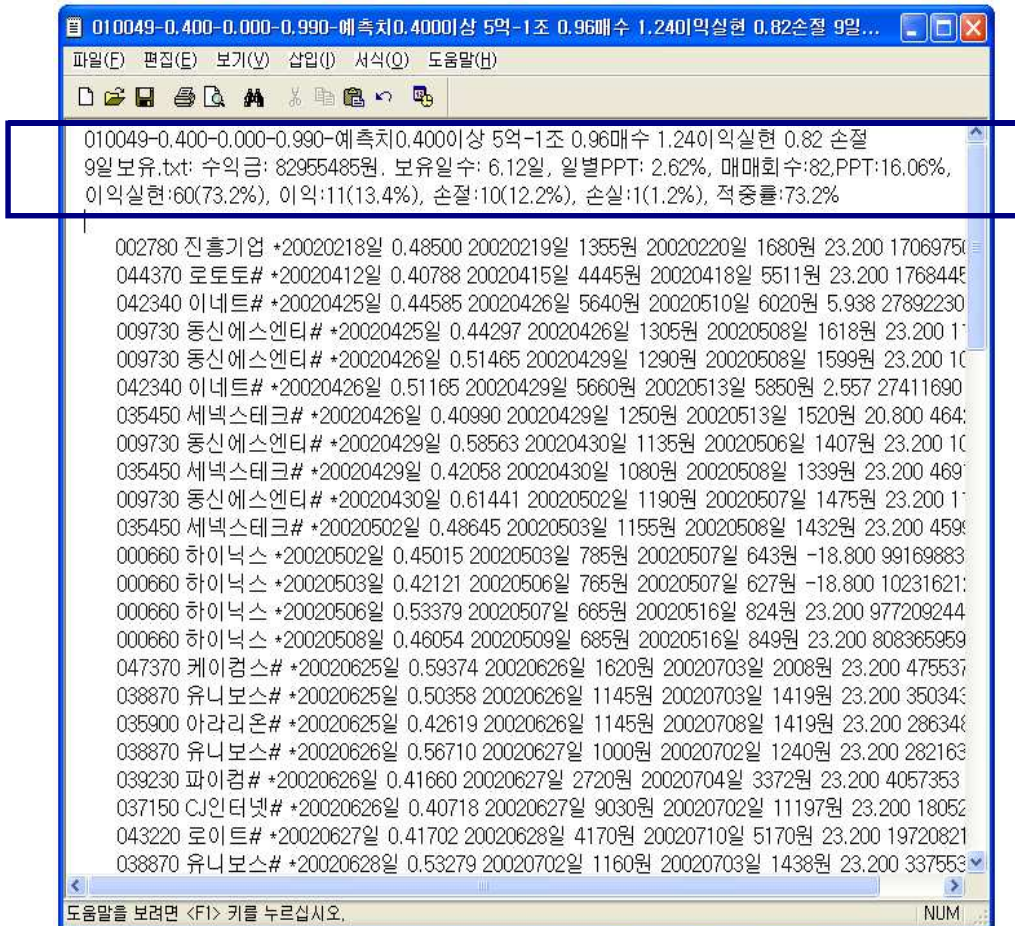 010049-0.400-0.000-0.990-예측치0.4000이상 5억-1조 0.96매수 1.240이익실현 0.82손절 9일...
파일(F) 편집(E) 보기(V) 삽입(I) 서식(O) 도움말(H)
010049-0.400-0.000-0.990-예측치0.4000이상 5억-1조 0.96매수 1.240이익실현 0.82 손절
9일보유.txt: 수익금: 82955485원, 보유일수: 6.12일, 일별PPT: 2.62%, 매매회수:82,PPT:16.06%,
이익실현:60(73.2%), 이익:11(13.4%), 손절:10(12.2%), 손실:1(1.2%), 적중률:73.2%
002780 진흥기업 *20020218일 0.48500 20020219일 1355원 20020220일 1680원 23.200 1706975
044370 로토토# *20020412일 0.40788 20020415일 4445원 20020418일 5511원 23.200 1768445
042340 이네트# *20020425일 0.44585 20020426일 5640원 20020510일 6020원 5.938 27892230
009730 동신에스엔티# *20020425일 0.44297 20020426일 1305원 20020508일 1618원 23.200 1
009730 동신에스엔티# *20020426일 0.51465 20020429일 1290원 20020508일 1599원 23.200 1
042340 이네트# *20020426일 0.51165 20020429일 5660원 20020513일 5850원 2.557 27411690
035450 세넥스테크# *20020426일 0.40990 20020429일 1250원 20020513일 1520원 20.800 464
009730 동신에스엔티# *20020429일 0.58563 20020430일 1135원 20020506일 1407원 23.200 1
035450 세넥스테크# *20020429일 0.42058 20020430일 1080원 20020508일 1339원 23.200 469
009730 동신에스엔티# *20020430일 0.61441 20020502일 1190원 20020507일 1475원 23.200 1
035450 세넥스테크# *20020502일 0.48645 20020503일 1155원 20020508일 1432원 23.200 459
000660 하이닉스 *20020502일 0.45015 20020503일 785원 20020507일 643원 -18.800 99169883
000660 하이닉스 *20020503일 0.42121 20020506일 765원 20020507일 627원 -18.800 10231621
000660 하이닉스 *20020506일 0.53379 20020507일 665원 20020516일 824원 23.200 977209244
000660 하이닉스 *20020508일 0.46054 20020509일 685원 20020516일 849원 23.200 808365959
047370 케이컴스# *20020625일 0.59374 20020626일 1620원 20020703일 2008원 23.200 475537
038870 유니보스# *20020625일 0.50358 20020626일 1145원 20020703일 1419원 23.200 350343
035900 아라리온# *20020625일 0.42619 20020626일 1145원 20020708일 1419원 23.200 286348
038870 유니보스# *20020626일 0.56710 20020627일 1000원 20020702일 1240원 23.200 282163
039230 파이컴# *20020626일 0.41660 20020627일 2720원 20020704일 3372원 23.200 4057353
037150 CJ인터넷# *20020626일 0.40718 20020627일 9030원 20020702일 11197원 23.200 18052
043220 로이트# *20020627일 0.41702 20020628일 4170원 20020710일 5170원 23.200 19720821
038870 유니보스# *20020628일 0.53279 20020702일 1160원 20020703일 1438원 23.200 337553
도움말을 보려면 <F1> 키를 누르십시오.
NUM